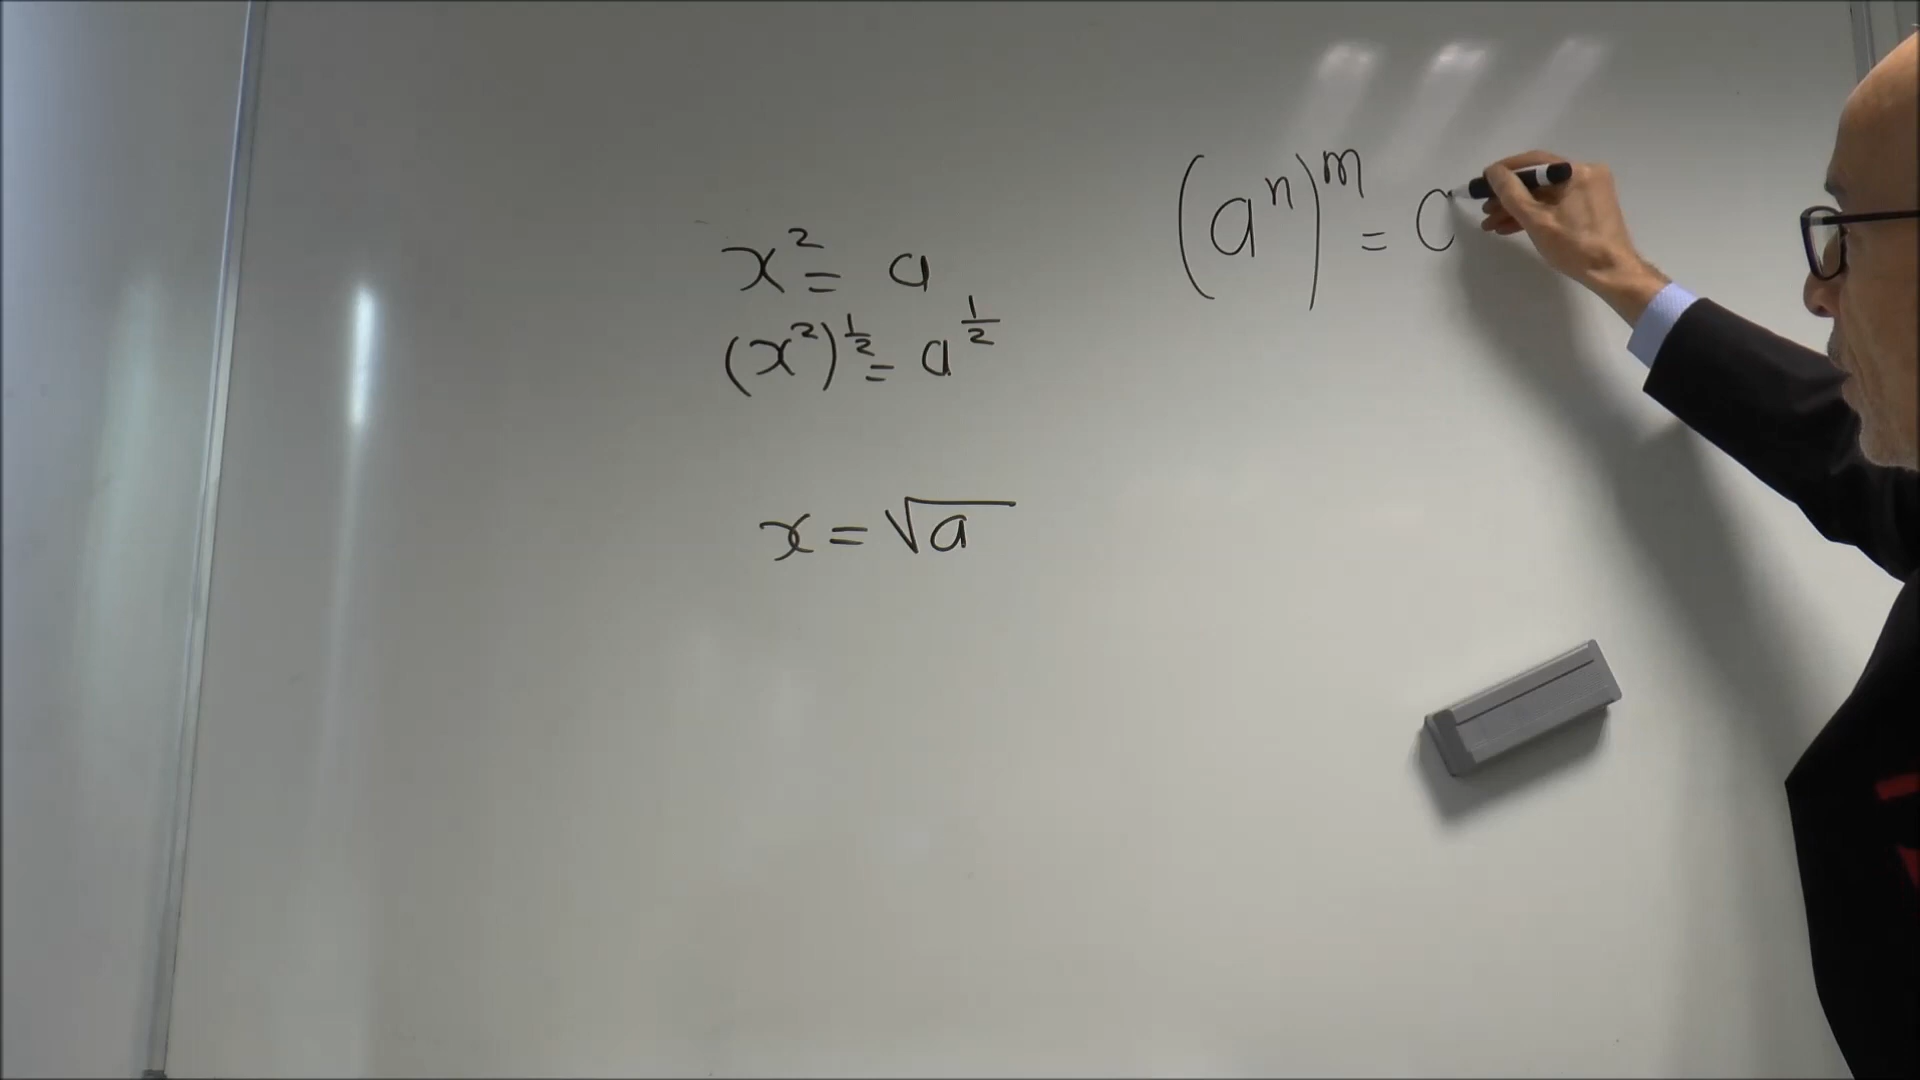 x² = a
(x²)^½ = a^½
x = √a
(aⁿ)ᵐ = a